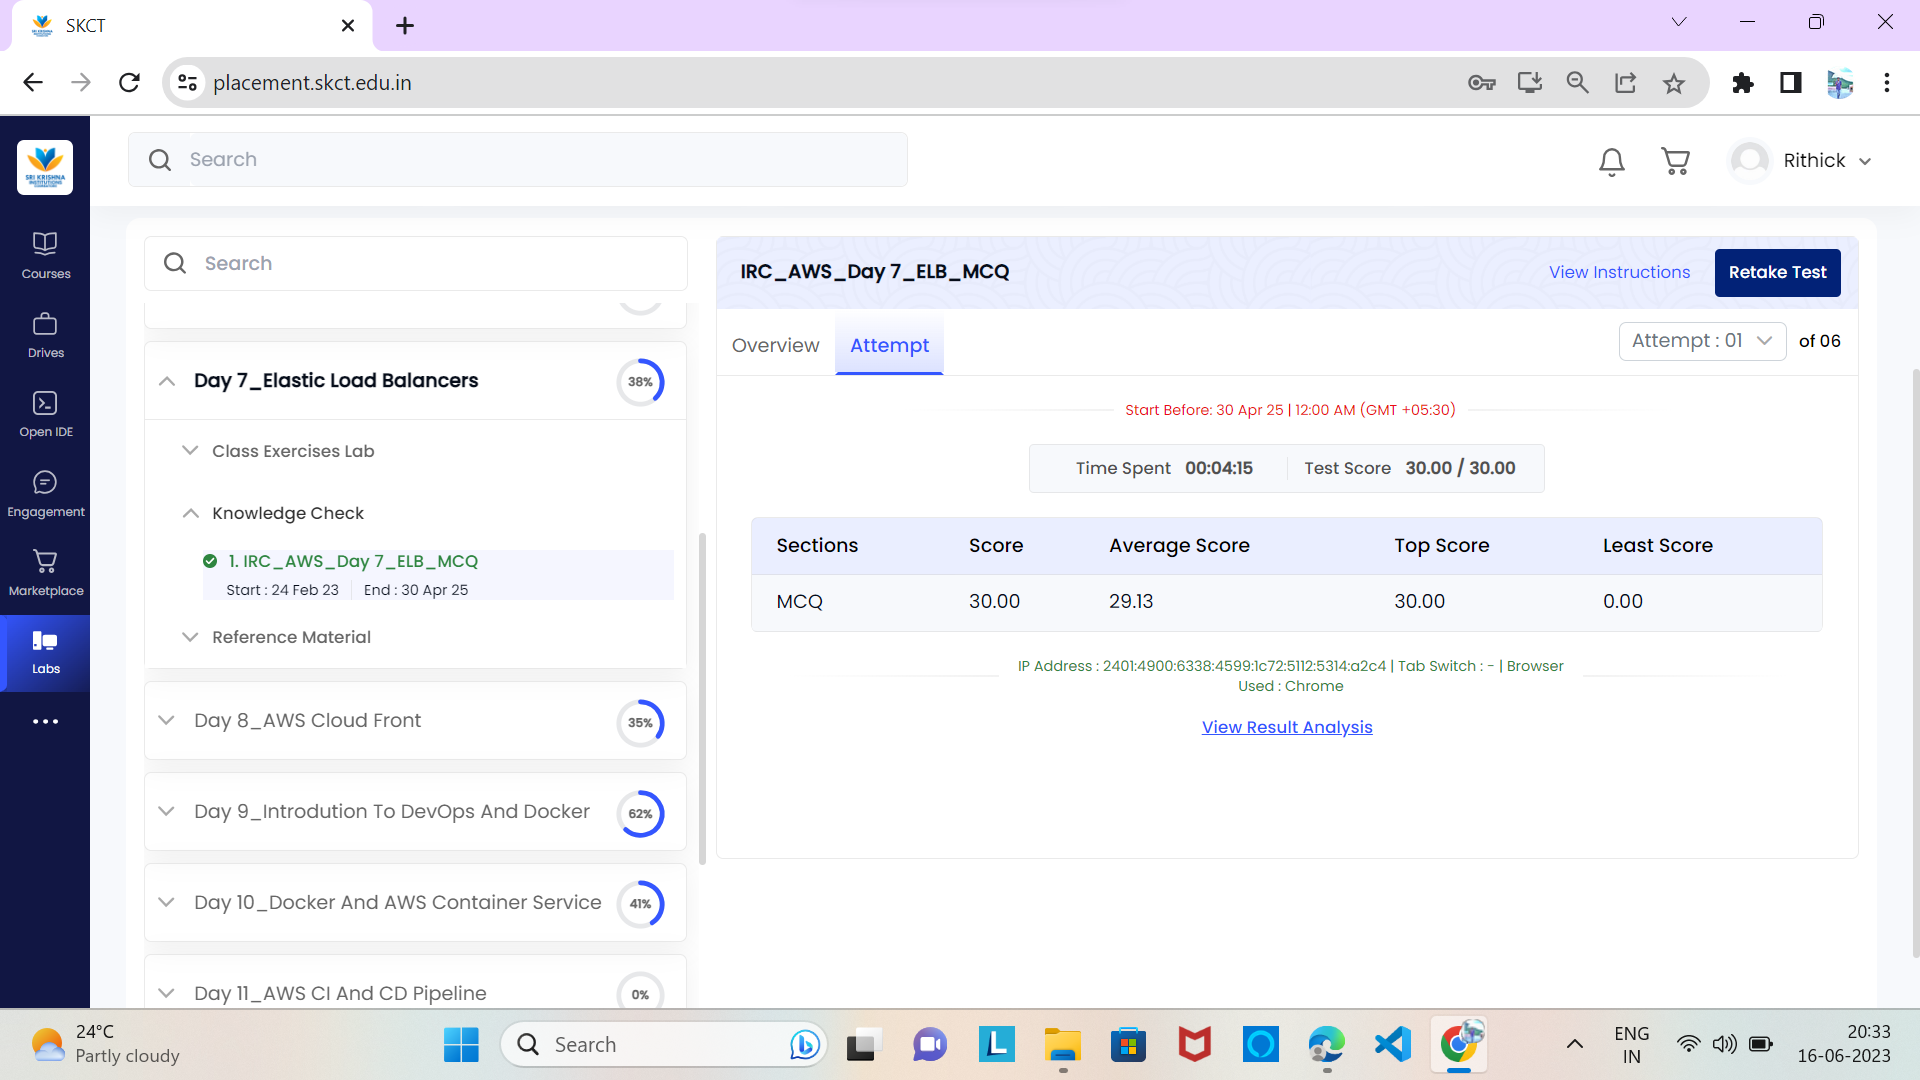 SKCT
placement.skct.edu.in
SRI KRISHNA
INSTITUTIONS
Search
Rithick
Courses
Drives
Open IDE
Engagement
Marketplace
Labs
Search
Day 7_Elastic Load Balancers
38%
Class Exercises Lab
Knowledge Check
1. IRC_AWS_Day 7_ELB_MCQ
Start : 24 Feb 23 | End : 30 Apr 25
Reference Material
Day 8_AWS Cloud Front
35%
Day 9_Introdution To DevOps And Docker
62%
Day 10_Docker And AWS Container Service
41%
Day 11_AWS CI And CD Pipeline
0%
IRC_AWS_Day 7_ELB_MCQ
View Instructions
Retake Test
Overview
Attempt
Attempt : 01
of 06
Start Before: 30 Apr 25 | 12:00 AM (GMT +05:30)
Time Spent 00:04:15 Test Score 30.00 / 30.00
Sections Score Average Score Top Score Least Score
MCQ 30.00 29.13 30.00 0.00
IP Address : 2401:4900:6338:4599:1c72:5112:5314:a2c4 | Tab Switch : - | Browser
Used : Chrome
View Result Analysis
24°C
Partly cloudy
Search
ENG
IN
20:33
16-06-2023